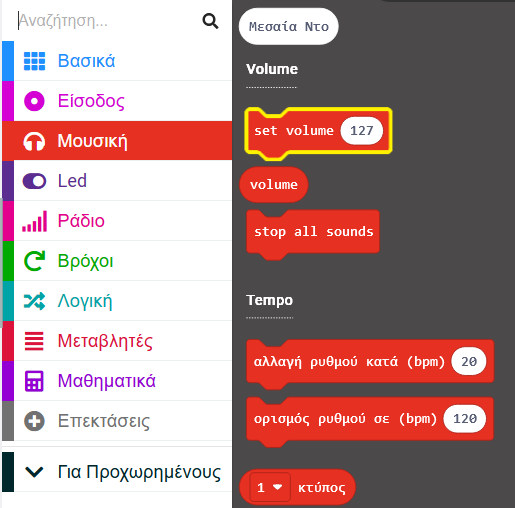 Αναζήτηση...
Βασικά
Είσοδος
Μουσική
Led
Ράδιο
Βρόχοι
Λογική
Μεταβλητές
Μαθηματικά
Επεκτάσεις
Για Προχωρημένους
Μεσαία Ντο
Volume
set volume 127
volume
stop all sounds
Tempo
αλλαγή ρυθμού κατά (bpm) 20
ορισμός ρυθμού σε (bpm) 120
1 κτύπος